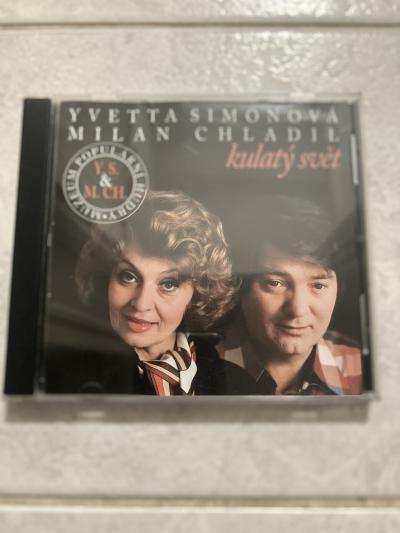 YVETTA SIMONOVÁ
MILAN CHLADIL
kulatý svět
MUZEUM POPULÁRNÍ HUDBY
Y. S.
&
M. CH.